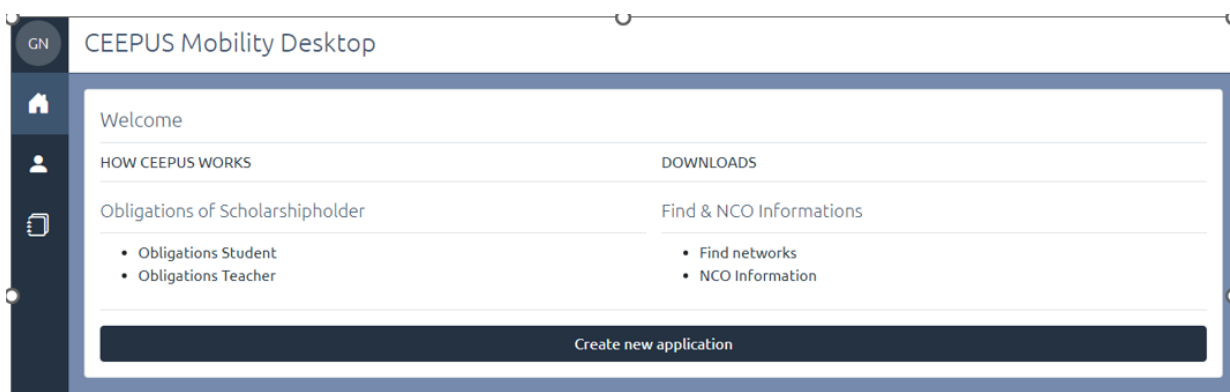 GN
CEEPUS Mobility Desktop
Welcome
HOW CEEPUS WORKS
DOWNLOADS
Obligations of Scholarshipholder
Find & NCO Informations
• Obligations Student
• Obligations Teacher
• Find networks
• NCO Information
Create new application